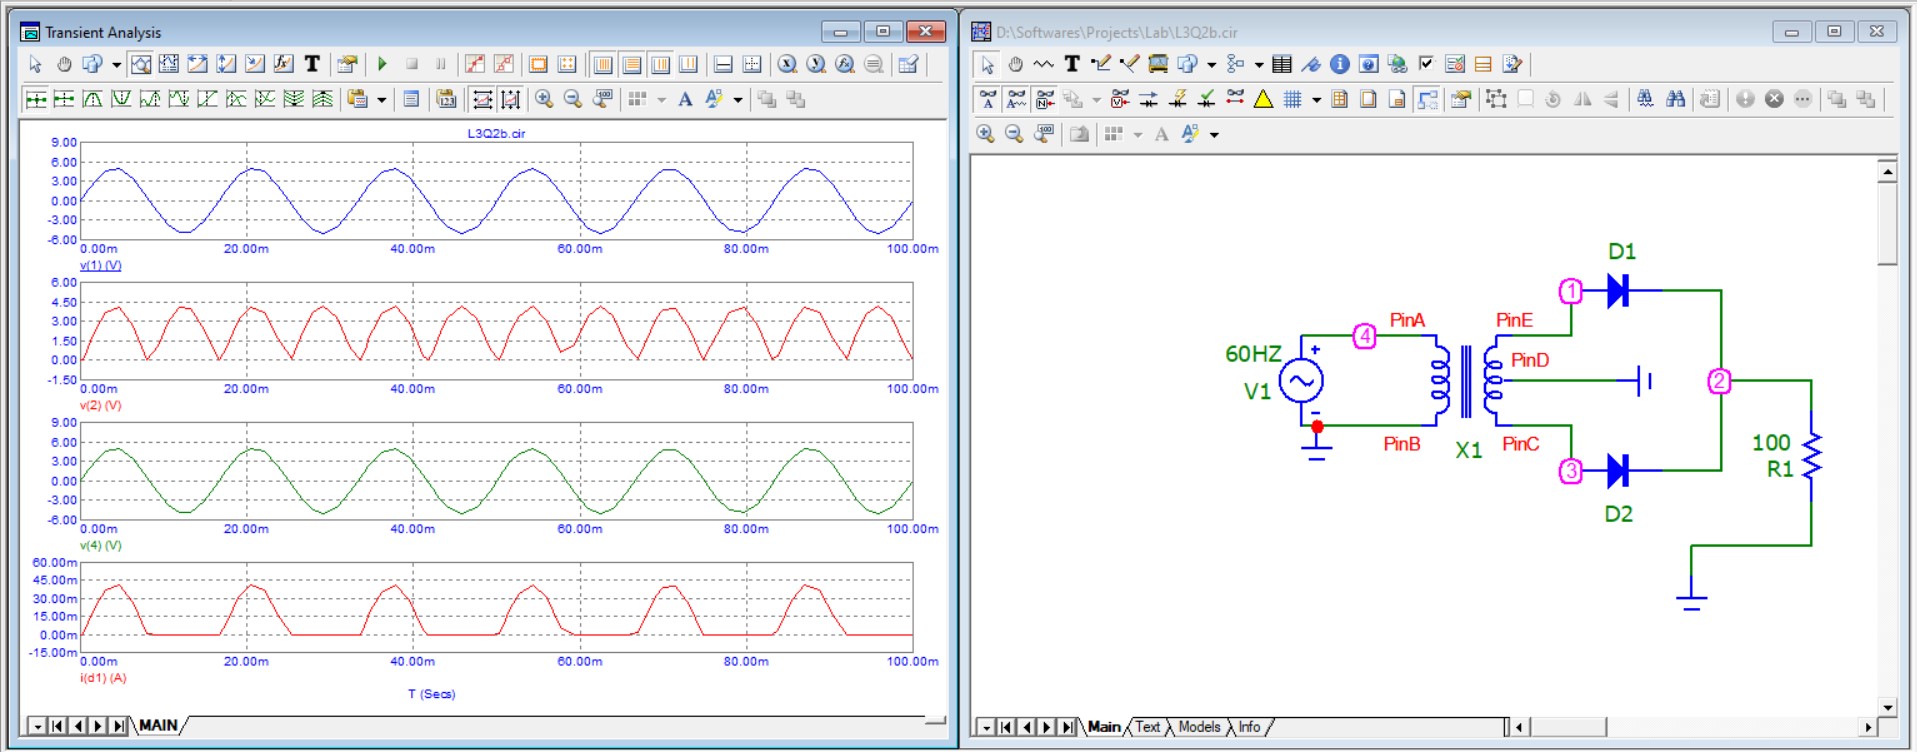 Transient Analysis
L3Q2b.cir
9.00
6.00
3.00
0.00
-3.00
-6.00
0.00m 20.00m 40.00m 60.00m 80.00m 100.00m
v(1) (V)
6.00
4.50
3.00
1.50
0.00
-1.50
0.00m 20.00m 40.00m 60.00m 80.00m 100.00m
v(2) (V)
9.00
6.00
3.00
0.00
-3.00
-6.00
0.00m 20.00m 40.00m 60.00m 80.00m 100.00m
v(4) (V)
60.00m
45.00m
30.00m
15.00m
0.00m
-15.00m
0.00m 20.00m 40.00m 60.00m 80.00m 100.00m
i(d1) (A)
T (Secs)
MAIN
D:\Softwares\Projects\Lab\L3Q2b.cir
D1
1
PinA PinE
4
60HZ
+
PinD
V1
2
-
PinB PinC
X1
3
100
R1
D2
Main Text Models Info